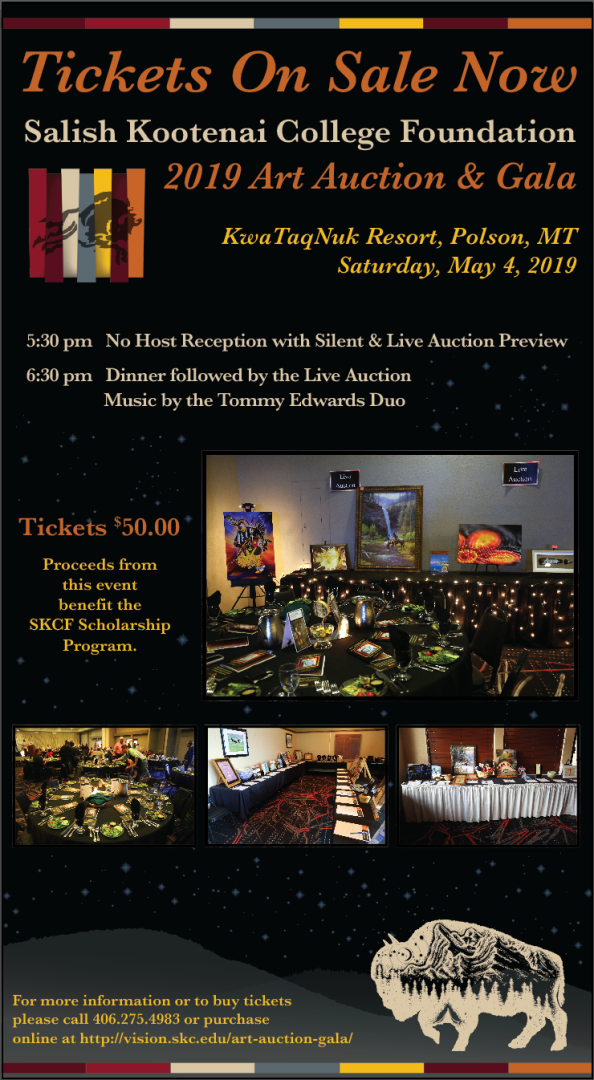 Tickets On Sale Now
Salish Kootenai College Foundation
2019 Art Auction & Gala
KwaTaqNuk Resort, Polson, MT
Saturday, May 4, 2019
5:30 pm No Host Reception with Silent & Live Auction Preview
6:30 pm Dinner followed by the Live Auction
Music by the Tommy Edwards Duo
Live
Auction
Live
Auction
Tickets $50.00
Proceeds from
this event
benefit the
SKCF Scholarship
Program.
For more information or to buy tickets
please call 406.275.4983 or purchase
online at http://vision.skc.edu/art-auction-gala/